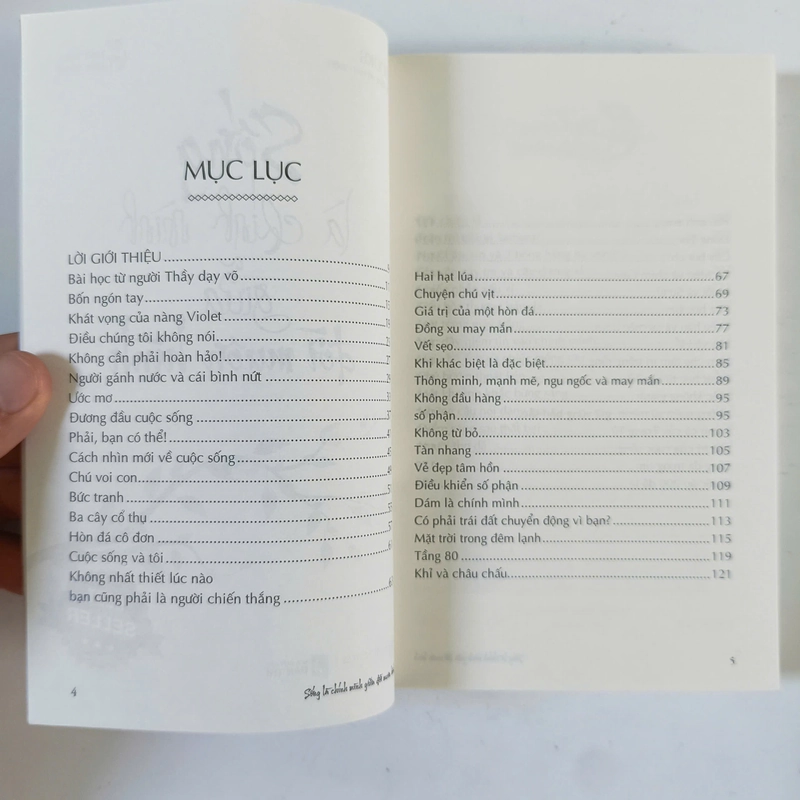 MỤC LỤC
LỜI GIỚI THIỆU
Bài học từ người Thầy dạy võ
Bốn ngón tay
Khát vọng của nàng Violet
Điều chúng tôi không nói
Không cần phải hoàn hảo!
Người gánh nước và cái bình nứt
Ước mơ
Đương đầu cuộc sống
Phải, bạn có thể!
Cách nhìn mới về cuộc sống
Chú voi con
Bức tranh
Ba cây cổ thụ
Hòn đá cô đơn
Cuộc sống và tôi
Không nhất thiết lúc nào
bạn cũng phải là người chiến thắng
4
Sống là chính mình giữa đời
Hai hạt lúa 67
Chuyện chú vịt 69
Giá trị của một hòn đá 73
Đồng xu may mắn 77
Vết sẹo 81
Khi khác biệt là đặc biệt 85
Thông minh, mạnh mẽ, ngu ngốc và may mắn 89
Không đầu hàng 95
số phận 95
Không từ bỏ 103
Tàn nhang 105
Vẻ đẹp tâm hồn 107
Điều khiển số phận 109
Dám là chính mình 111
Có phải trái đất chuyển động vì bạn? 113
Mặt trời trong đêm lạnh 115
Tầng 80 119
Khỉ và châu chấu 121
5